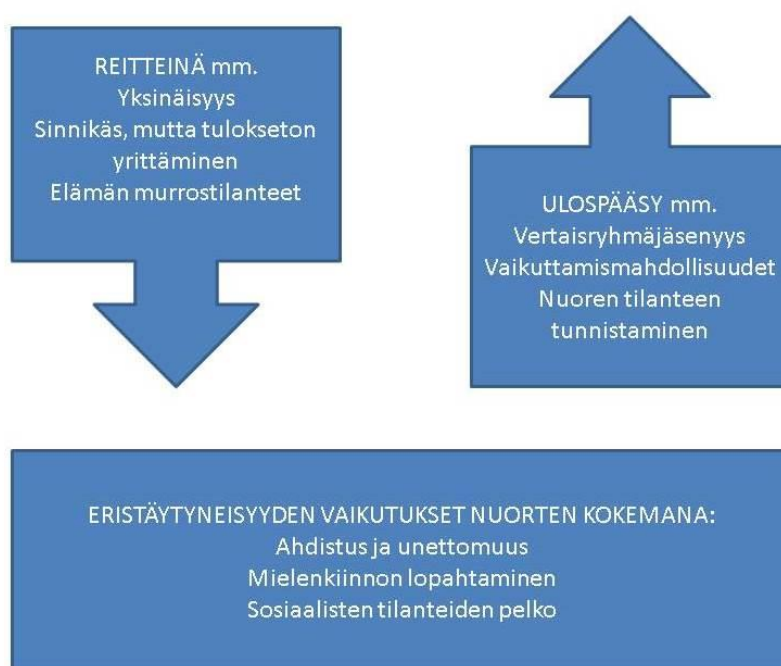 REITTEINÄ mm.
Yksinäisyys
Sinnikäs, mutta tulokseton
yrittäminen
Elämän murrostilanteet
ULOSPÄÄSY mm.
Vertaisryhmäjäsenyys
Vaikuttamismahdollisuudet
Nuoren tilanteen
tunnistaminen
ERISTÄYTYNEISYYDEN VAIKUTUKSET NUORTEN KOKEMANA:
Ahdistus ja unettomuus
Mielenkiinnon lopahtaminen
Sosiaalisten tilanteiden pelko